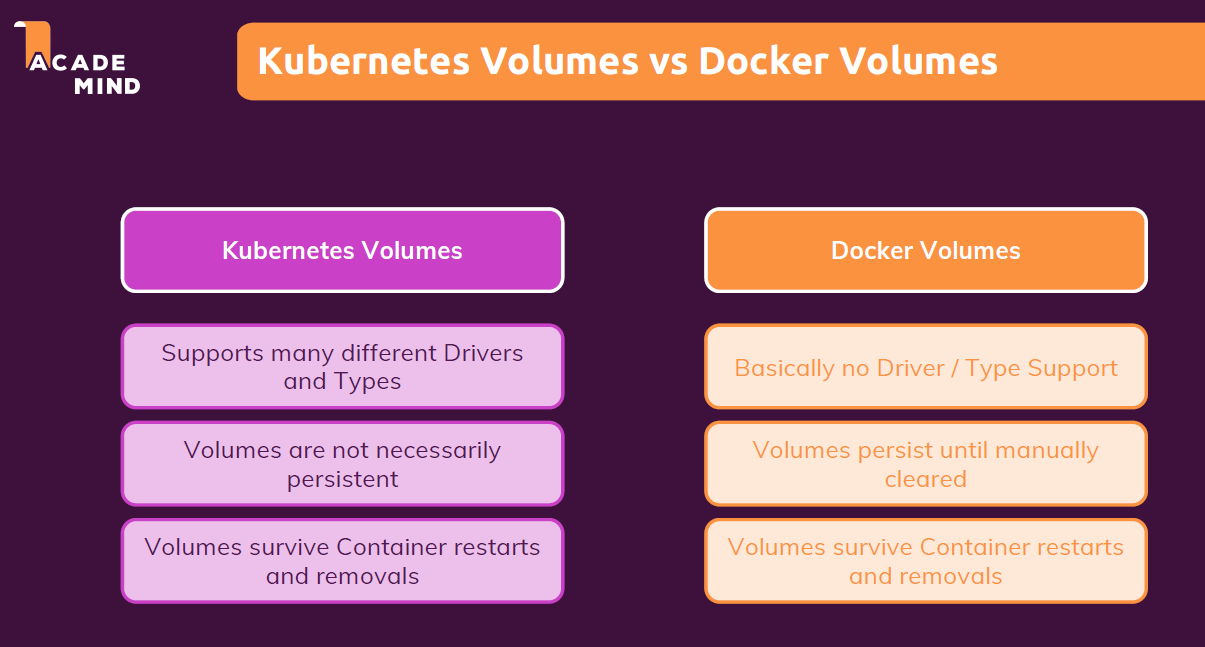 ACADE
MIND
Kubernetes Volumes vs Docker Volumes
Kubernetes Volumes
Supports many different Drivers
and Types
Volumes are not necessarily
persistent
Volumes survive Container restarts
and removals
Docker Volumes
Basically no Driver / Type Support
Volumes persist until manually
cleared
Volumes survive Container restarts
and removals